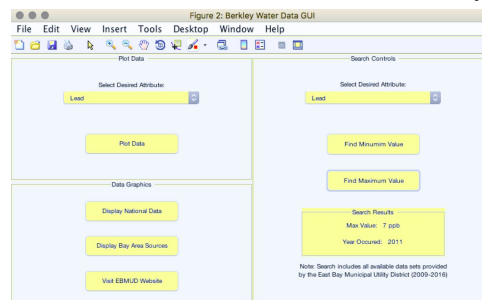 Figure 2: Berkley Water Data GUI
File Edit View Insert Tools Desktop Window Help
Plot Data
Select Desired Attribute:
Lead
Plot Data
Data Graphics
Display National Data
Display Bay Area Sources
Visit EBMUD Website
Search Controls
Select Desired Attribute:
Lead
Find Minumim Value
Find Maximum Value
Search Results
Max Value: 7 ppb
Year Occured: 2011
Note: Search includes all available data sets provided
by the East Bay Municipal Utility District (2009-2016)